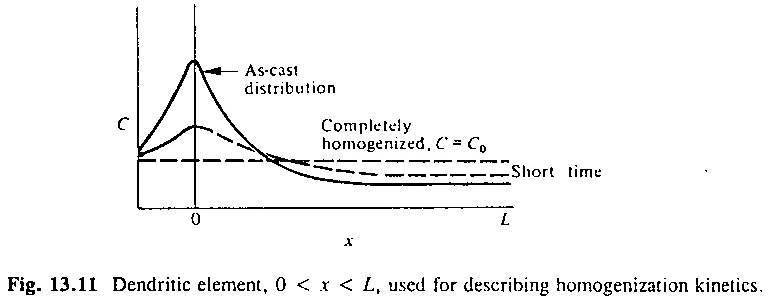 As-cast
distribution
C
Completely
homogenized, C = C₀
Short time
0
L
x
Fig. 13.11 Dendritic element, 0 < x < L, used for describing homogenization kinetics.